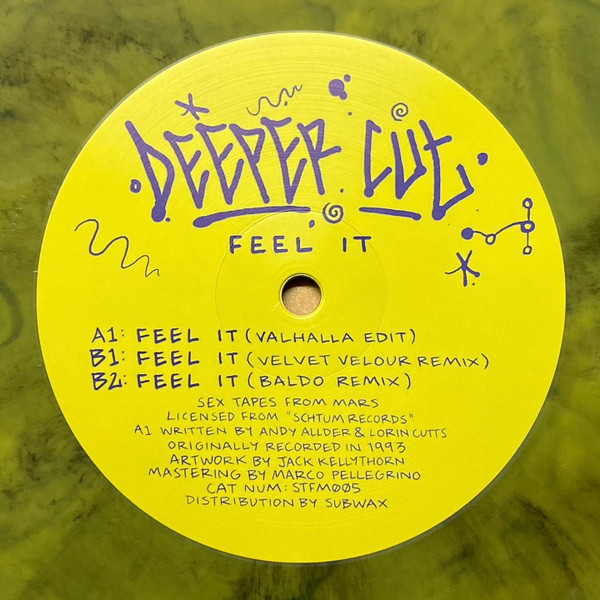 DEEPER CUT
FEEL IT
A1: FEEL IT (VALHALLA EDIT)
B1: FEEL IT (VELVET VELOUR REMIX)
B2: FEEL IT (BALDO REMIX)
SEX TAPES FROM MARS
LICENSED FROM "SCHTUM RECORDS"
A1 WRITTEN BY ANDY ALLDER & LORIN CUTTS
ORIGINALLY RECORDED IN 1993
ARTWORK BY JACK KELLYTHORN
MASTERING BY MARCO PELLEGRINO
CAT NUM: STFM005
DISTRIBUTION BY SUBWAX